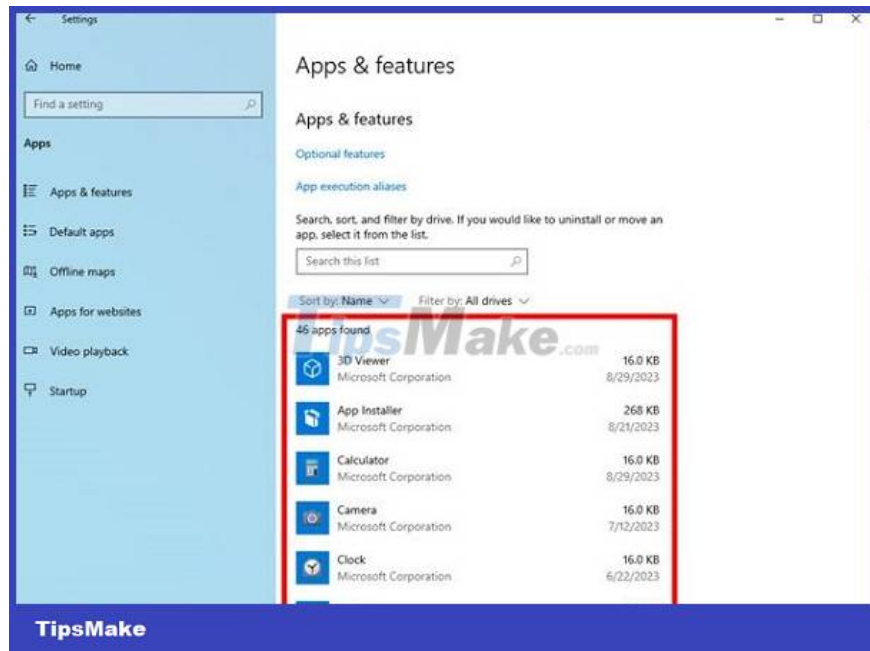 Settings
Home
Find a setting
Apps
Apps & features
Default apps
Offline maps
Apps for websites
Video playback
Startup
Apps & features
Apps & features
Optional features
App execution aliases
Search, sort, and filter by drive. If you would like to uninstall or move an
app, select it from the list.
Search this list
Sort by: Name Filter by: All drives
46 apps found
TipsMake.com
3D Viewer 16.0 KB
Microsoft Corporation 8/29/2023
App Installer 268 KB
Microsoft Corporation 8/21/2023
Calculator 16.0 KB
Microsoft Corporation 8/29/2023
Camera 16.0 KB
Microsoft Corporation 7/12/2023
Clock 16.0 KB
Microsoft Corporation 6/22/2023
TipsMake